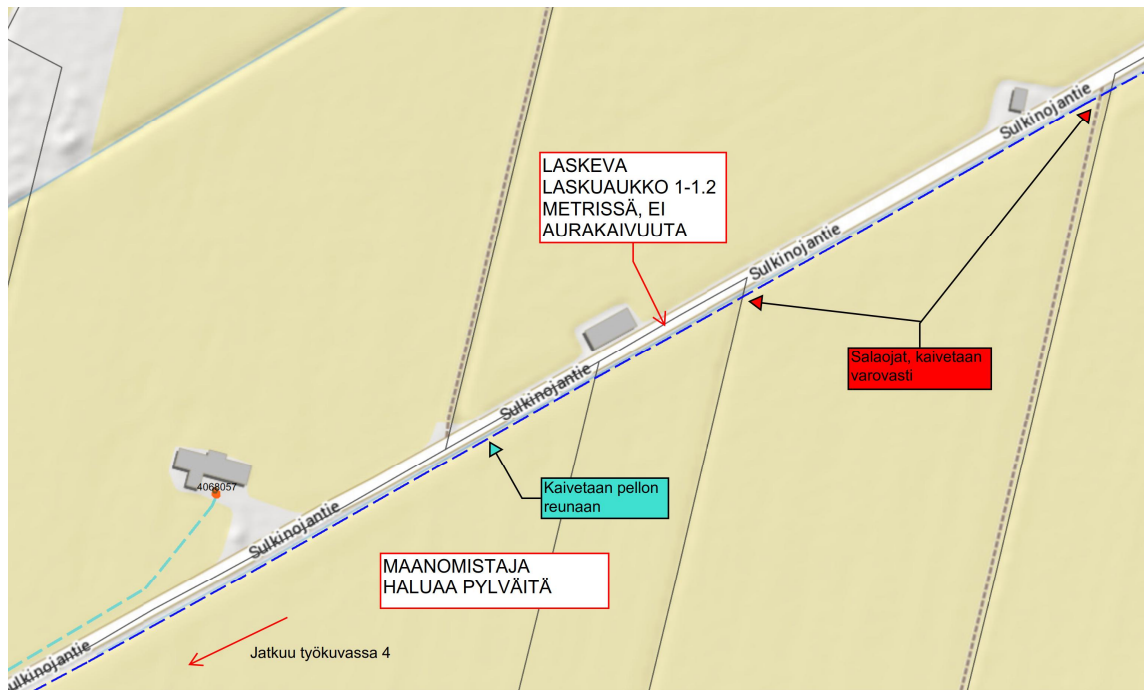 Sulkinojantie
LASKEVA
LASKUAUKKO 1-1.2
METRISSÄ, EI
AURAKAIVUUTA
Sulkinojantie
Salaojat, kaivetaan
varovasti
Sulkinojantie
4068057
Kaivetaan pellon
reunaan
Sulkinojantie
MAANOMISTAJA
HALUAA PYLVÄITÄ
Jatkuu työkuvassa 4
Sulkinojantie